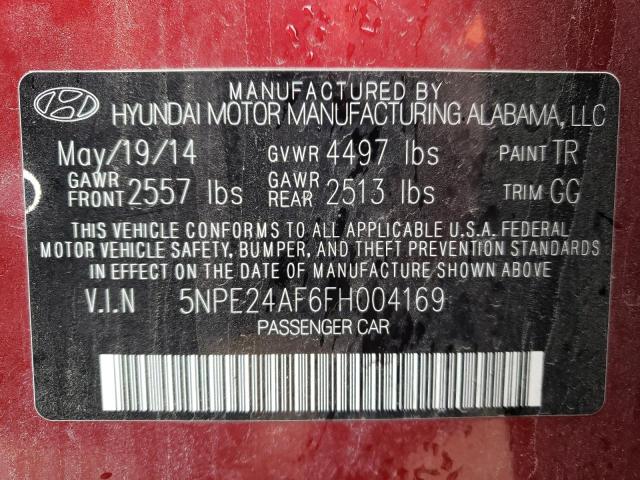 MANUFACTURED BY
HYUNDAI MOTOR MANUFACTURING ALABAMA, LLC
May/19/14 GVWR 4497 lbs PAINT TR
GAWR FRONT 2557 lbs GAWR REAR 2513 lbs TRIM GG
THIS VEHICLE CONFORMS TO ALL APPLICABLE U.S.A. FEDERAL
MOTOR VEHICLE SAFETY, BUMPER, AND THEFT PREVENTION STANDARDS
IN EFFECT ON THE DATE OF MANUFACTURE SHOWN ABOVE.
V.I.N 5NPE24AF6FH004169
PASSENGER CAR